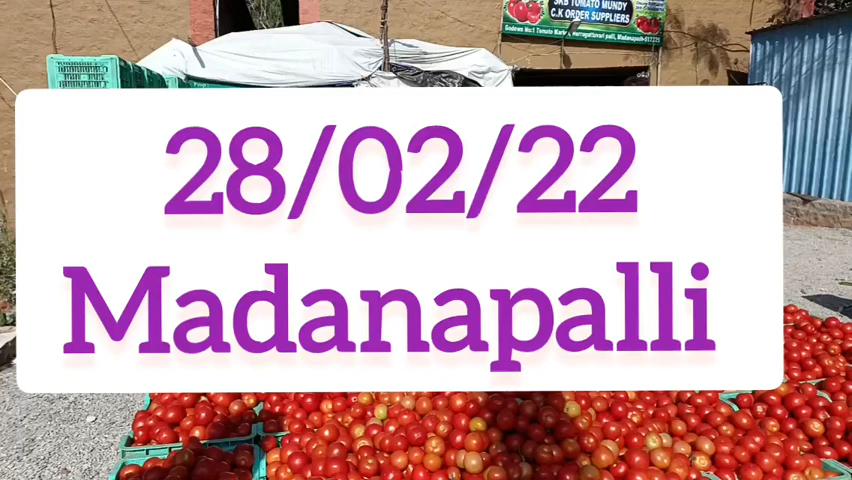 SRB TOMATO MUNDY
C.K ORDER SUPPLIERS
28/02/22
Madanapalli